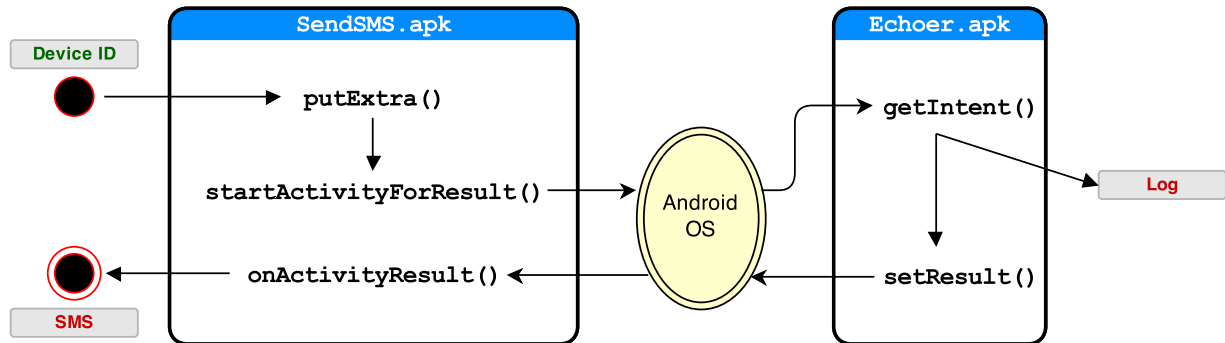 SendSMS.apk
Echoer.apk
Device ID
putExtra()
getIntent()
startActivityForResult()
Android
OS
Log
onActivityResult()
setResult()
SMS